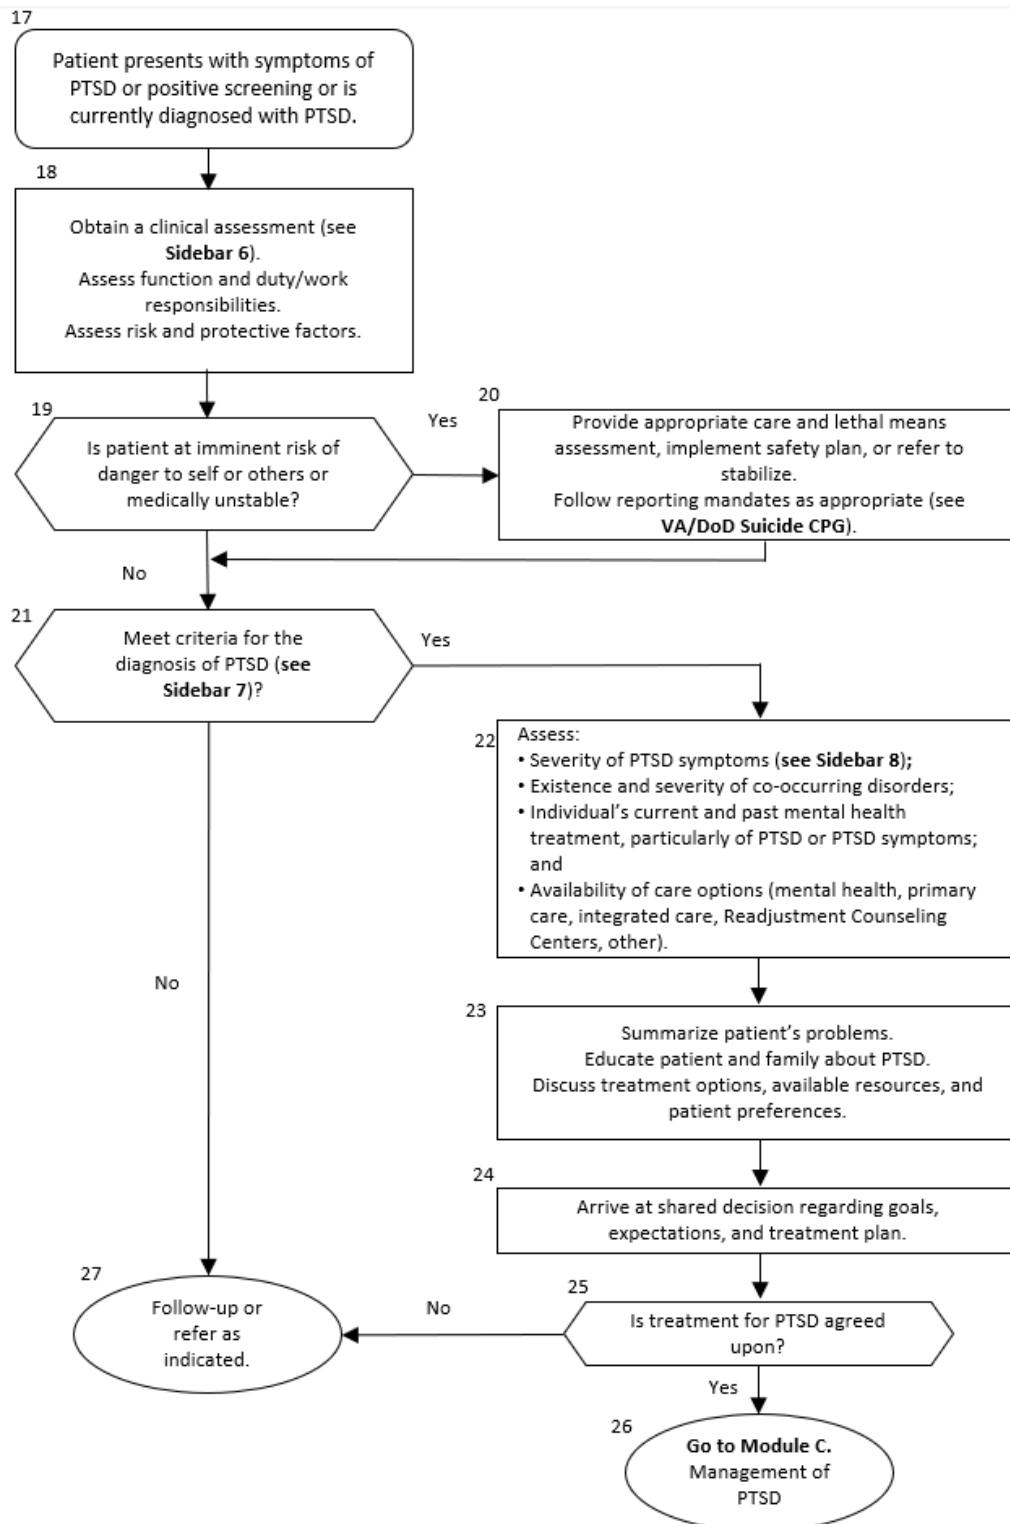 17
Patient presents with symptoms of
PTSD or positive screening or is
currently diagnosed with PTSD.
18
Obtain a clinical assessment (see
Sidebar 6).
Assess function and duty/work
responsibilities.
Assess risk and protective factors.
19
Is patient at imminent risk of
danger to self or others or
medically unstable?
Yes
20
Provide appropriate care and lethal means
assessment, implement safety plan, or refer to
stabilize.
Follow reporting mandates as appropriate (see
VA/DoD Suicide CPG).
No
21
Meet criteria for the
diagnosis of PTSD (see
Sidebar 7)?
Yes
22
Assess:
• Severity of PTSD symptoms (see Sidebar 8);
• Existence and severity of co-occurring disorders;
• Individual’s current and past mental health
treatment, particularly of PTSD or PTSD symptoms;
and
• Availability of care options (mental health, primary
care, integrated care, Readjustment Counseling
Centers, other).
No
23
Summarize patient’s problems.
Educate patient and family about PTSD.
Discuss treatment options, available resources, and
patient preferences.
24
Arrive at shared decision regarding goals,
expectations, and treatment plan.
25
Is treatment for PTSD agreed
upon?
No
27
Follow-up or
refer as
indicated.
Yes
26
Go to Module C.
Management of
PTSD